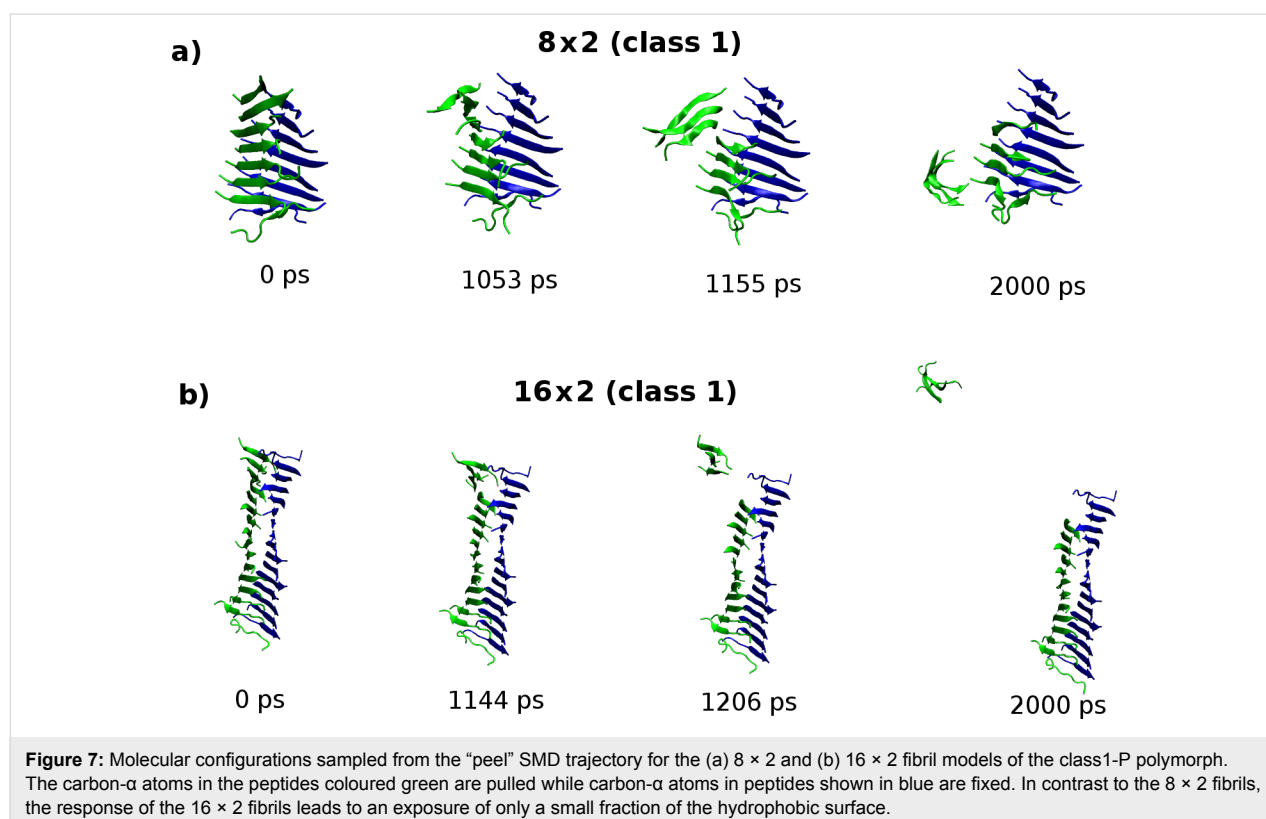 a)
8x2 (class 1)
0 ps
1053 ps
1155 ps
2000 ps
b)
16x2 (class 1)
0 ps
1144 ps
1206 ps
2000 ps
Figure 7: Molecular configurations sampled from the “peel” SMD trajectory for the (a) 8 × 2 and (b) 16 × 2 fibril models of the class1-P polymorph.
The carbon-α atoms in the peptides coloured green are pulled while carbon-α atoms in peptides shown in blue are fixed. In contrast to the 8 × 2 fibrils,
the response of the 16 × 2 fibrils leads to an exposure of only a small fraction of the hydrophobic surface.